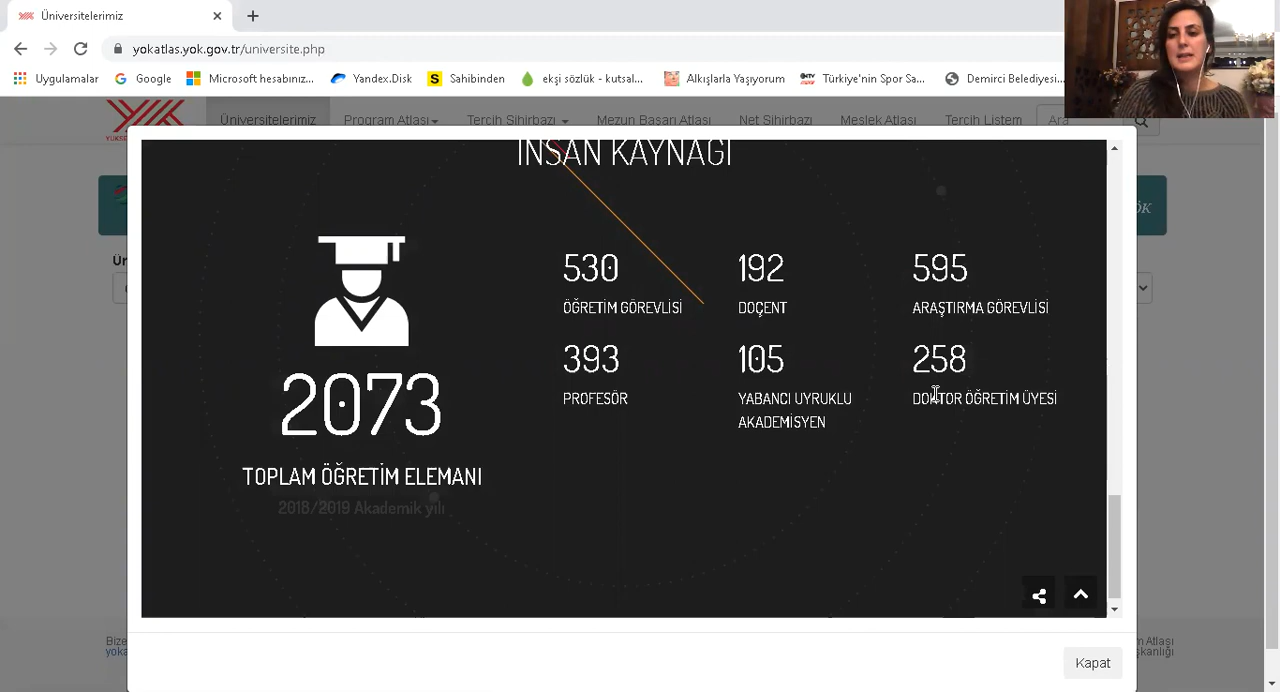 Üniversitelerimiz
yokatlas.yok.gov.tr/universite.php
Uygulamalar Google Microsoft hesabınız... Yandex.Disk Sahibinden ekşi sözlük - kutsal... Alkışlarla Yaşıyorum Türkiye'nin Spor Sa... Demirci Belediyesi...
Üniversitelerimiz Program Atlası Tercih Sihirbazı Mezun Başarı Atlası Net Sihirbazı Meslek Atlası Tercih Listem Ara
İNSAN KAYNAĞI
530 192 595
ÖĞRETİM GÖREVLİSİ DOÇENT ARAŞTIRMA GÖREVLİSİ
393 105 258
PROFESÖR YABANCI UYRUKLU DOKTOR ÖĞRETİM ÜYESİ
AKADEMİSYEN
2073
TOPLAM ÖĞRETİM ELEMANI
2018/2019 Akademik yılı
Kapat